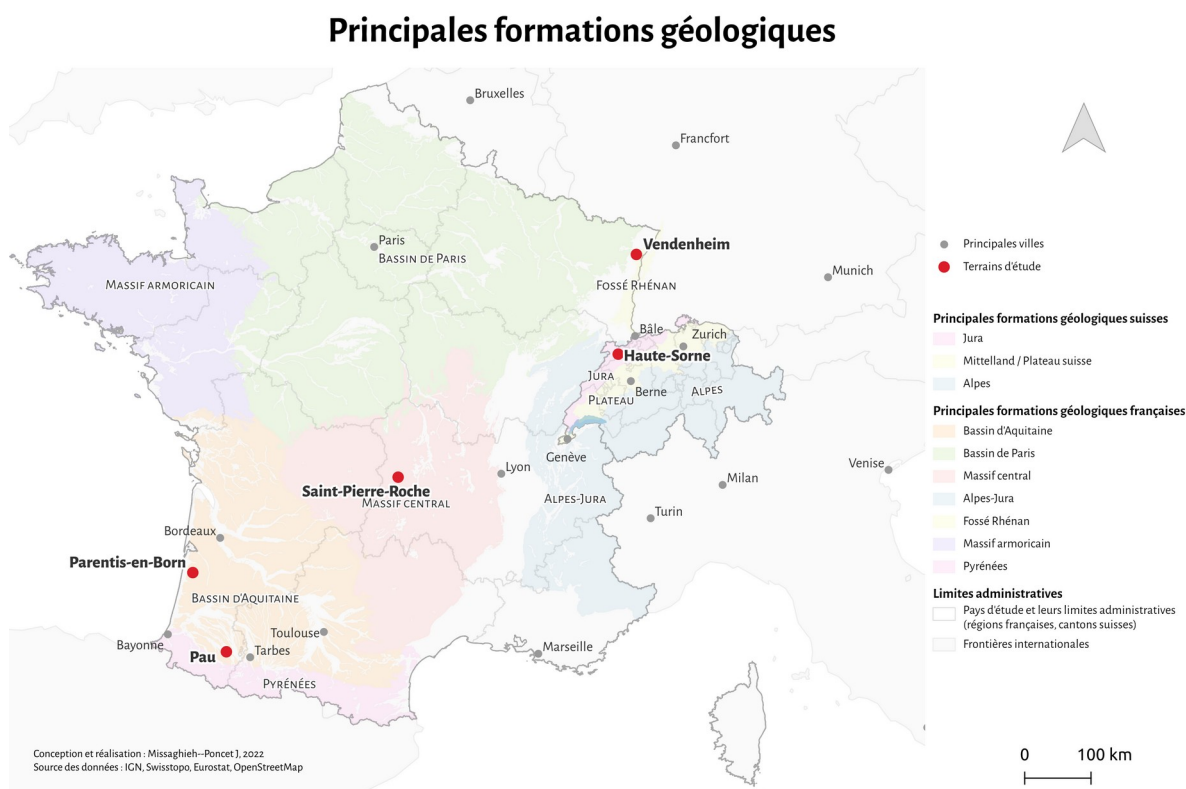 Principales formations géologiques
Bruxelles
Francfort
Paris
BASSIN DE PARIS
Vendenheim
FOSSÉ RHÉNAN
Munich
MASSIF ARMORICAIN
Bâle
Zurich
Haute-Sorne
JURA
Berne
ALPES
PLATEAU
Genève
Lyon
Venise
Milan
Saint-Pierre-Roche
MASSIF CENTRAL
ALPES-JURA
Turin
Bordeaux
Parentis-en-Born
BASSIN D'AQUITAINE
Toulouse
Bayonne
Pau
Tarbes
Marseille
PYRÉNÉES
Conception et réalisation : Missaghieh--Poncet J, 2022
Source des données : IGN, Swisstopo, Eurostat, OpenStreetMap
Principales villes
Terrains d'étude
Principales formations géologiques suisses
Jura
Mittelland / Plateau suisse
Alpes
Principales formations géologiques françaises
Bassin d'Aquitaine
Bassin de Paris
Massif central
Alpes-Jura
Fossé Rhénan
Massif armoricain
Pyrénées
Limites administratives
Pays d'étude et leurs limites administratives
(régions françaises, cantons suisses)
Frontières internationales
0 100 km